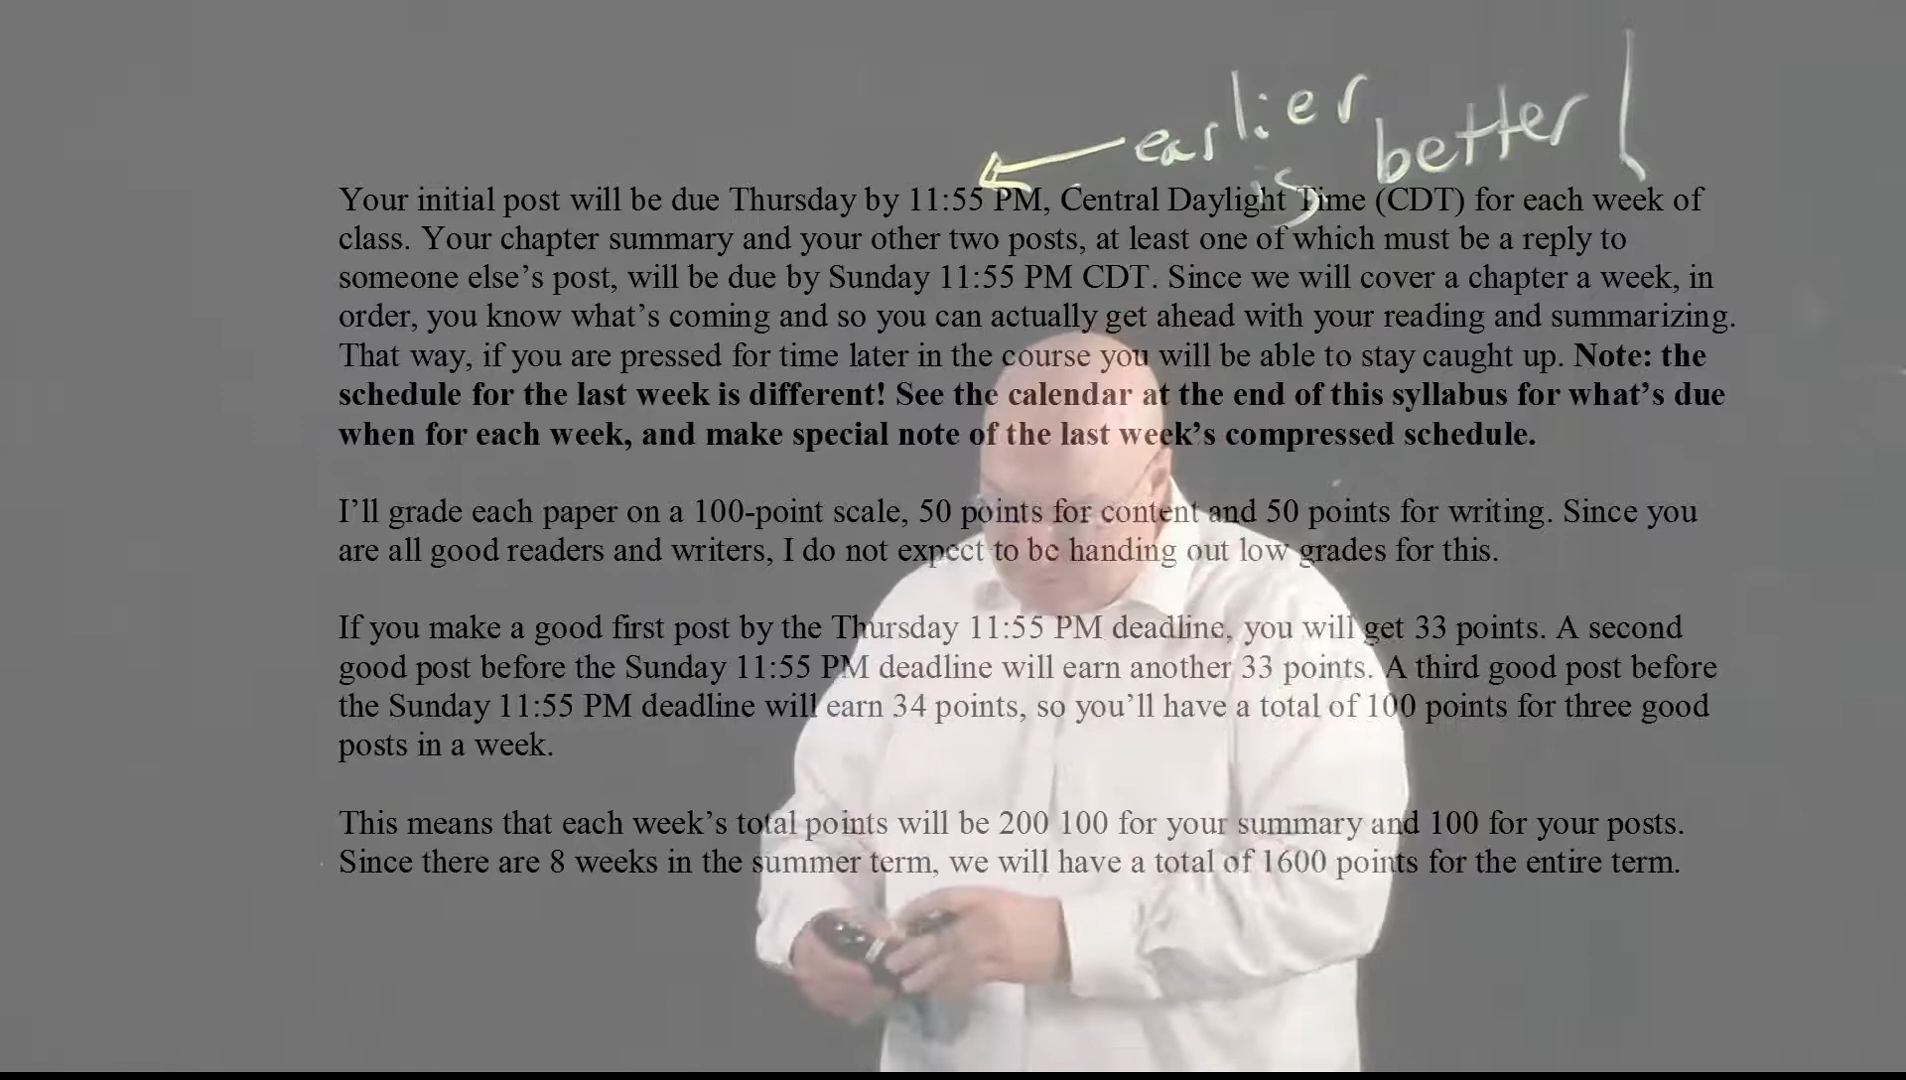 earlier is better!
Your initial post will be due Thursday by 11:55 PM, Central Daylight Time (CDT) for each week of
class. Your chapter summary and your other two posts, at least one of which must be a reply to
someone else’s post, will be due by Sunday 11:55 PM CDT. Since we will cover a chapter a week, in
order, you know what’s coming and so you can actually get ahead with your reading and summarizing.
That way, if you are pressed for time later in the course you will be able to stay caught up. Note: the
schedule for the last week is different! See the calendar at the end of this syllabus for what’s due
when for each week, and make special note of the last week’s compressed schedule.
I’ll grade each paper on a 100-point scale, 50 points for content and 50 points for writing. Since you
are all good readers and writers, I do not expect to be handing out low grades for this.
If you make a good first post by the Thursday 11:55 PM deadline, you will get 33 points. A second
good post before the Sunday 11:55 PM deadline will earn another 33 points. A third good post before
the Sunday 11:55 PM deadline will earn 34 points, so you’ll have a total of 100 points for three good
posts in a week.
This means that each week’s total points will be 200 100 for your summary and 100 for your posts.
Since there are 8 weeks in the summer term, we will have a total of 1600 points for the entire term.